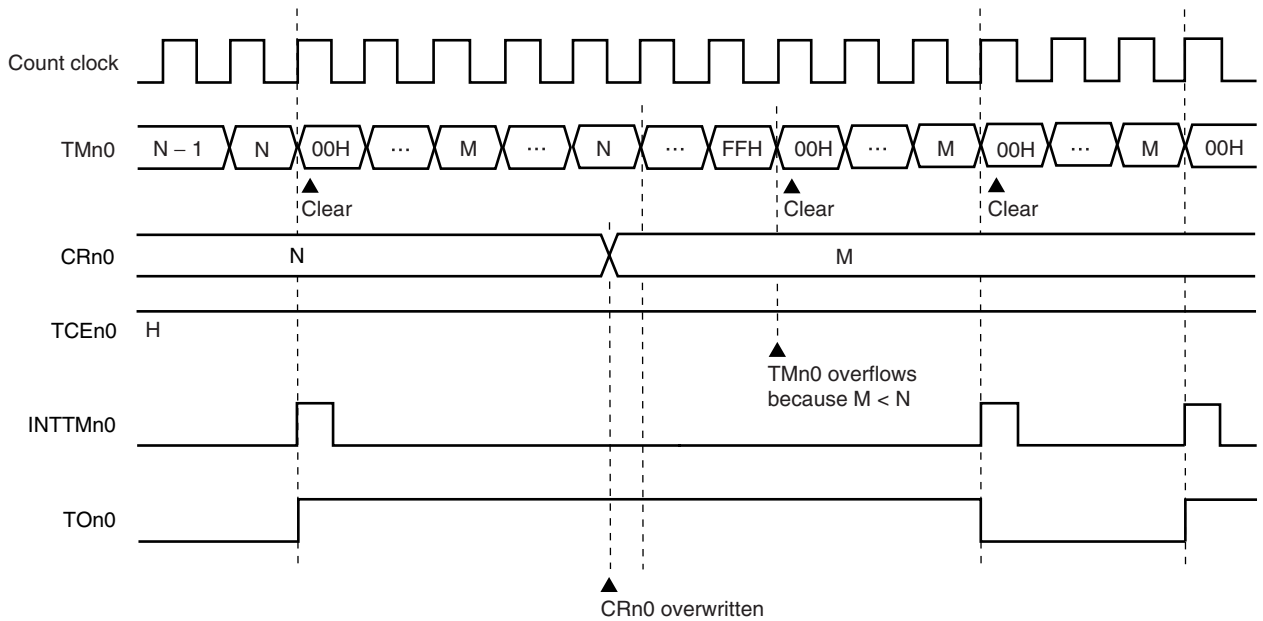 Count clock
TMn0 N – 1 N 00H ... M ... N ... FFH 00H ... M 00H ... M 00H
Clear Clear Clear
CRn0 N M
TCEn0 H
TMn0 overflows
because M < N
INTTMn0
TOn0
CRn0 overwritten